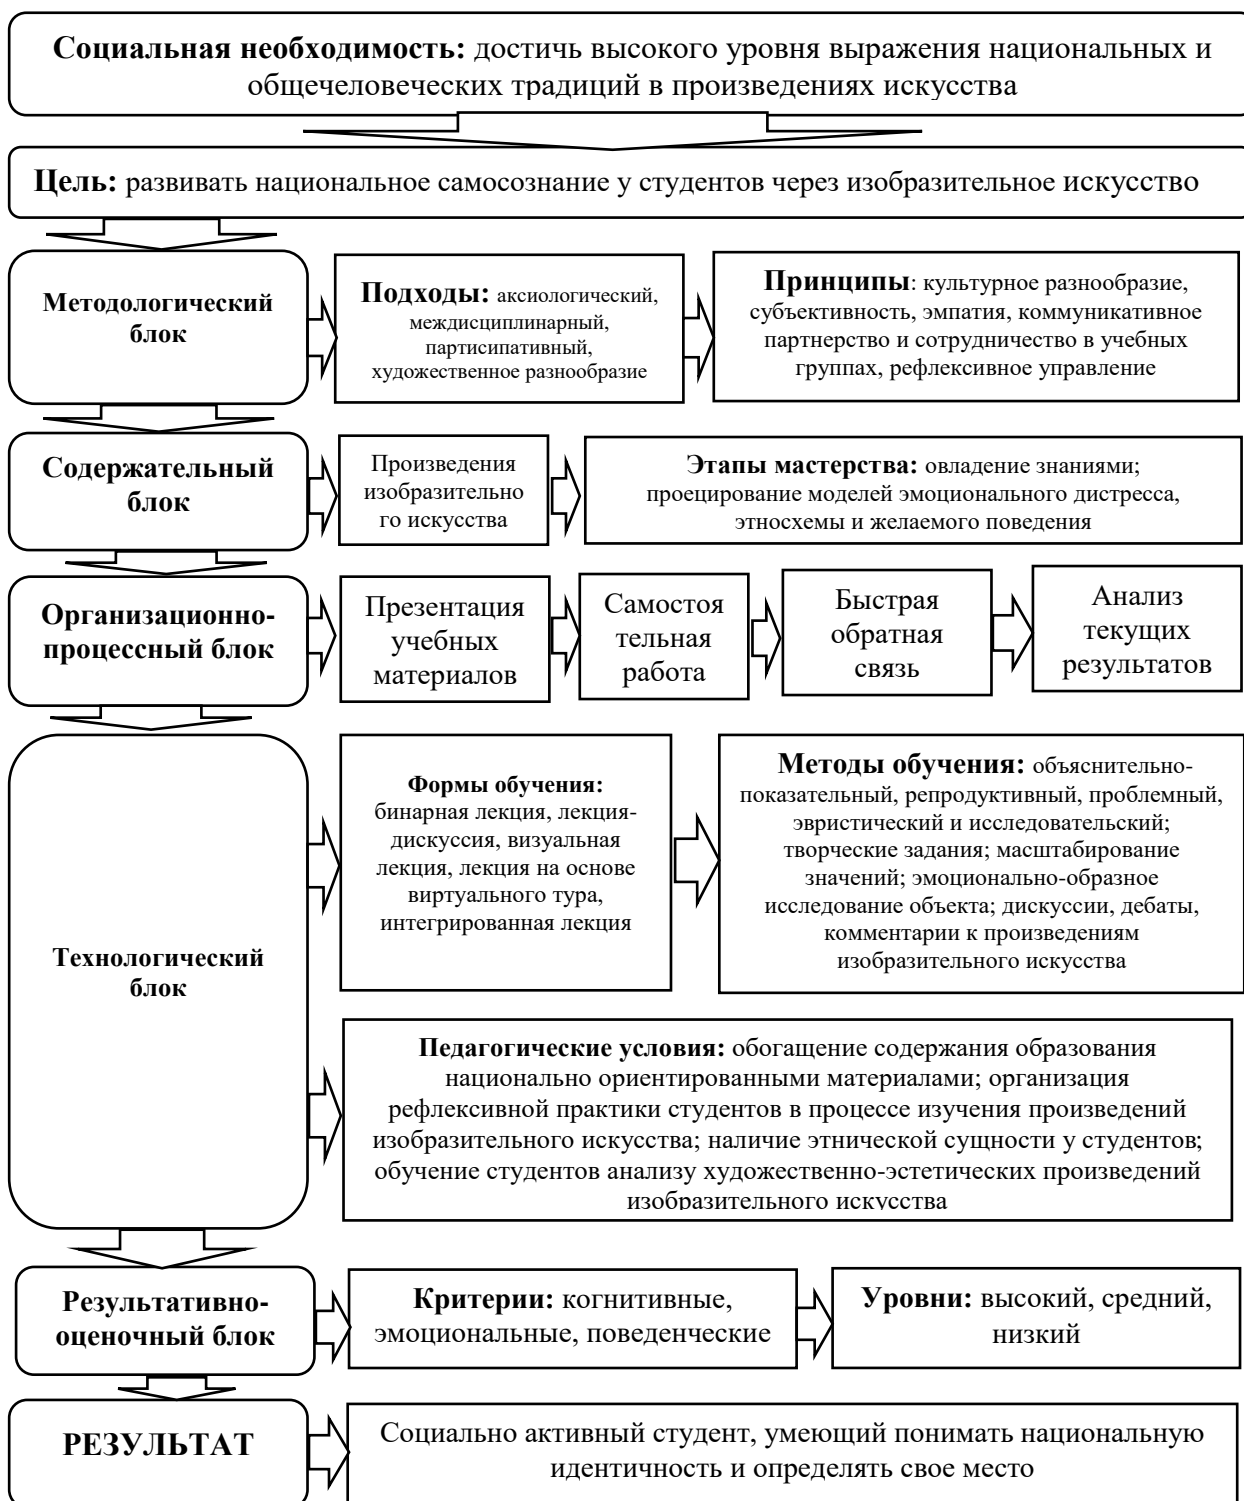 Социальная необходимость: достичь высокого уровня выражения национальных и
общечеловеческих традиций в произведениях искусства
Цель: развивать национальное самосознание у студентов через изобразительное искусство
Методологический
блок
Подходы: аксиологический,
междисциплинарный,
партисипативный,
художественное разнообразие
Принципы: культурное разнообразие,
субъективность, эмпатия, коммуникативное
партнерство и сотрудничество в учебных
группах, рефлексивное управление
Содержательный
блок
Произведения
изобразительно
го искусства
Этапы мастерства: овладение знаниями;
проецирование моделей эмоционального дистресса,
этносхемы и желаемого поведения
Организационно-
процессный блок
Презентация
учебных
материалов
Самостоя
тельная
работа
Быстрая
обратная
связь
Анализ
текущих
результатов
Технологический
блок
Формы обучения:
бинарная лекция, лекция-
дискуссия, визуальная
лекция, лекция на основе
виртуального тура,
интегрированная лекция
Методы обучения: объяснительно-
показательный, репродуктивный, проблемный,
эвристический и исследовательский;
творческие задания; масштабирование
значений; эмоционально-образное
исследование объекта; дискуссии, дебаты,
комментарии к произведениям
изобразительного искусства
Педагогические условия: обогащение содержания образования
национально ориентированными материалами; организация
рефлексивной практики студентов в процессе изучения произведений
изобразительного искусства; наличие этнической сущности у студентов;
обучение студентов анализу художественно-эстетических произведений
изобразительного искусства
Результативно-
оценочный блок
Критерии: когнитивные,
эмоциональные, поведенческие
Уровни: высокий, средний,
низкий
РЕЗУЛЬТАТ
Социально активный студент, умеющий понимать национальную
идентичность и определять свое место